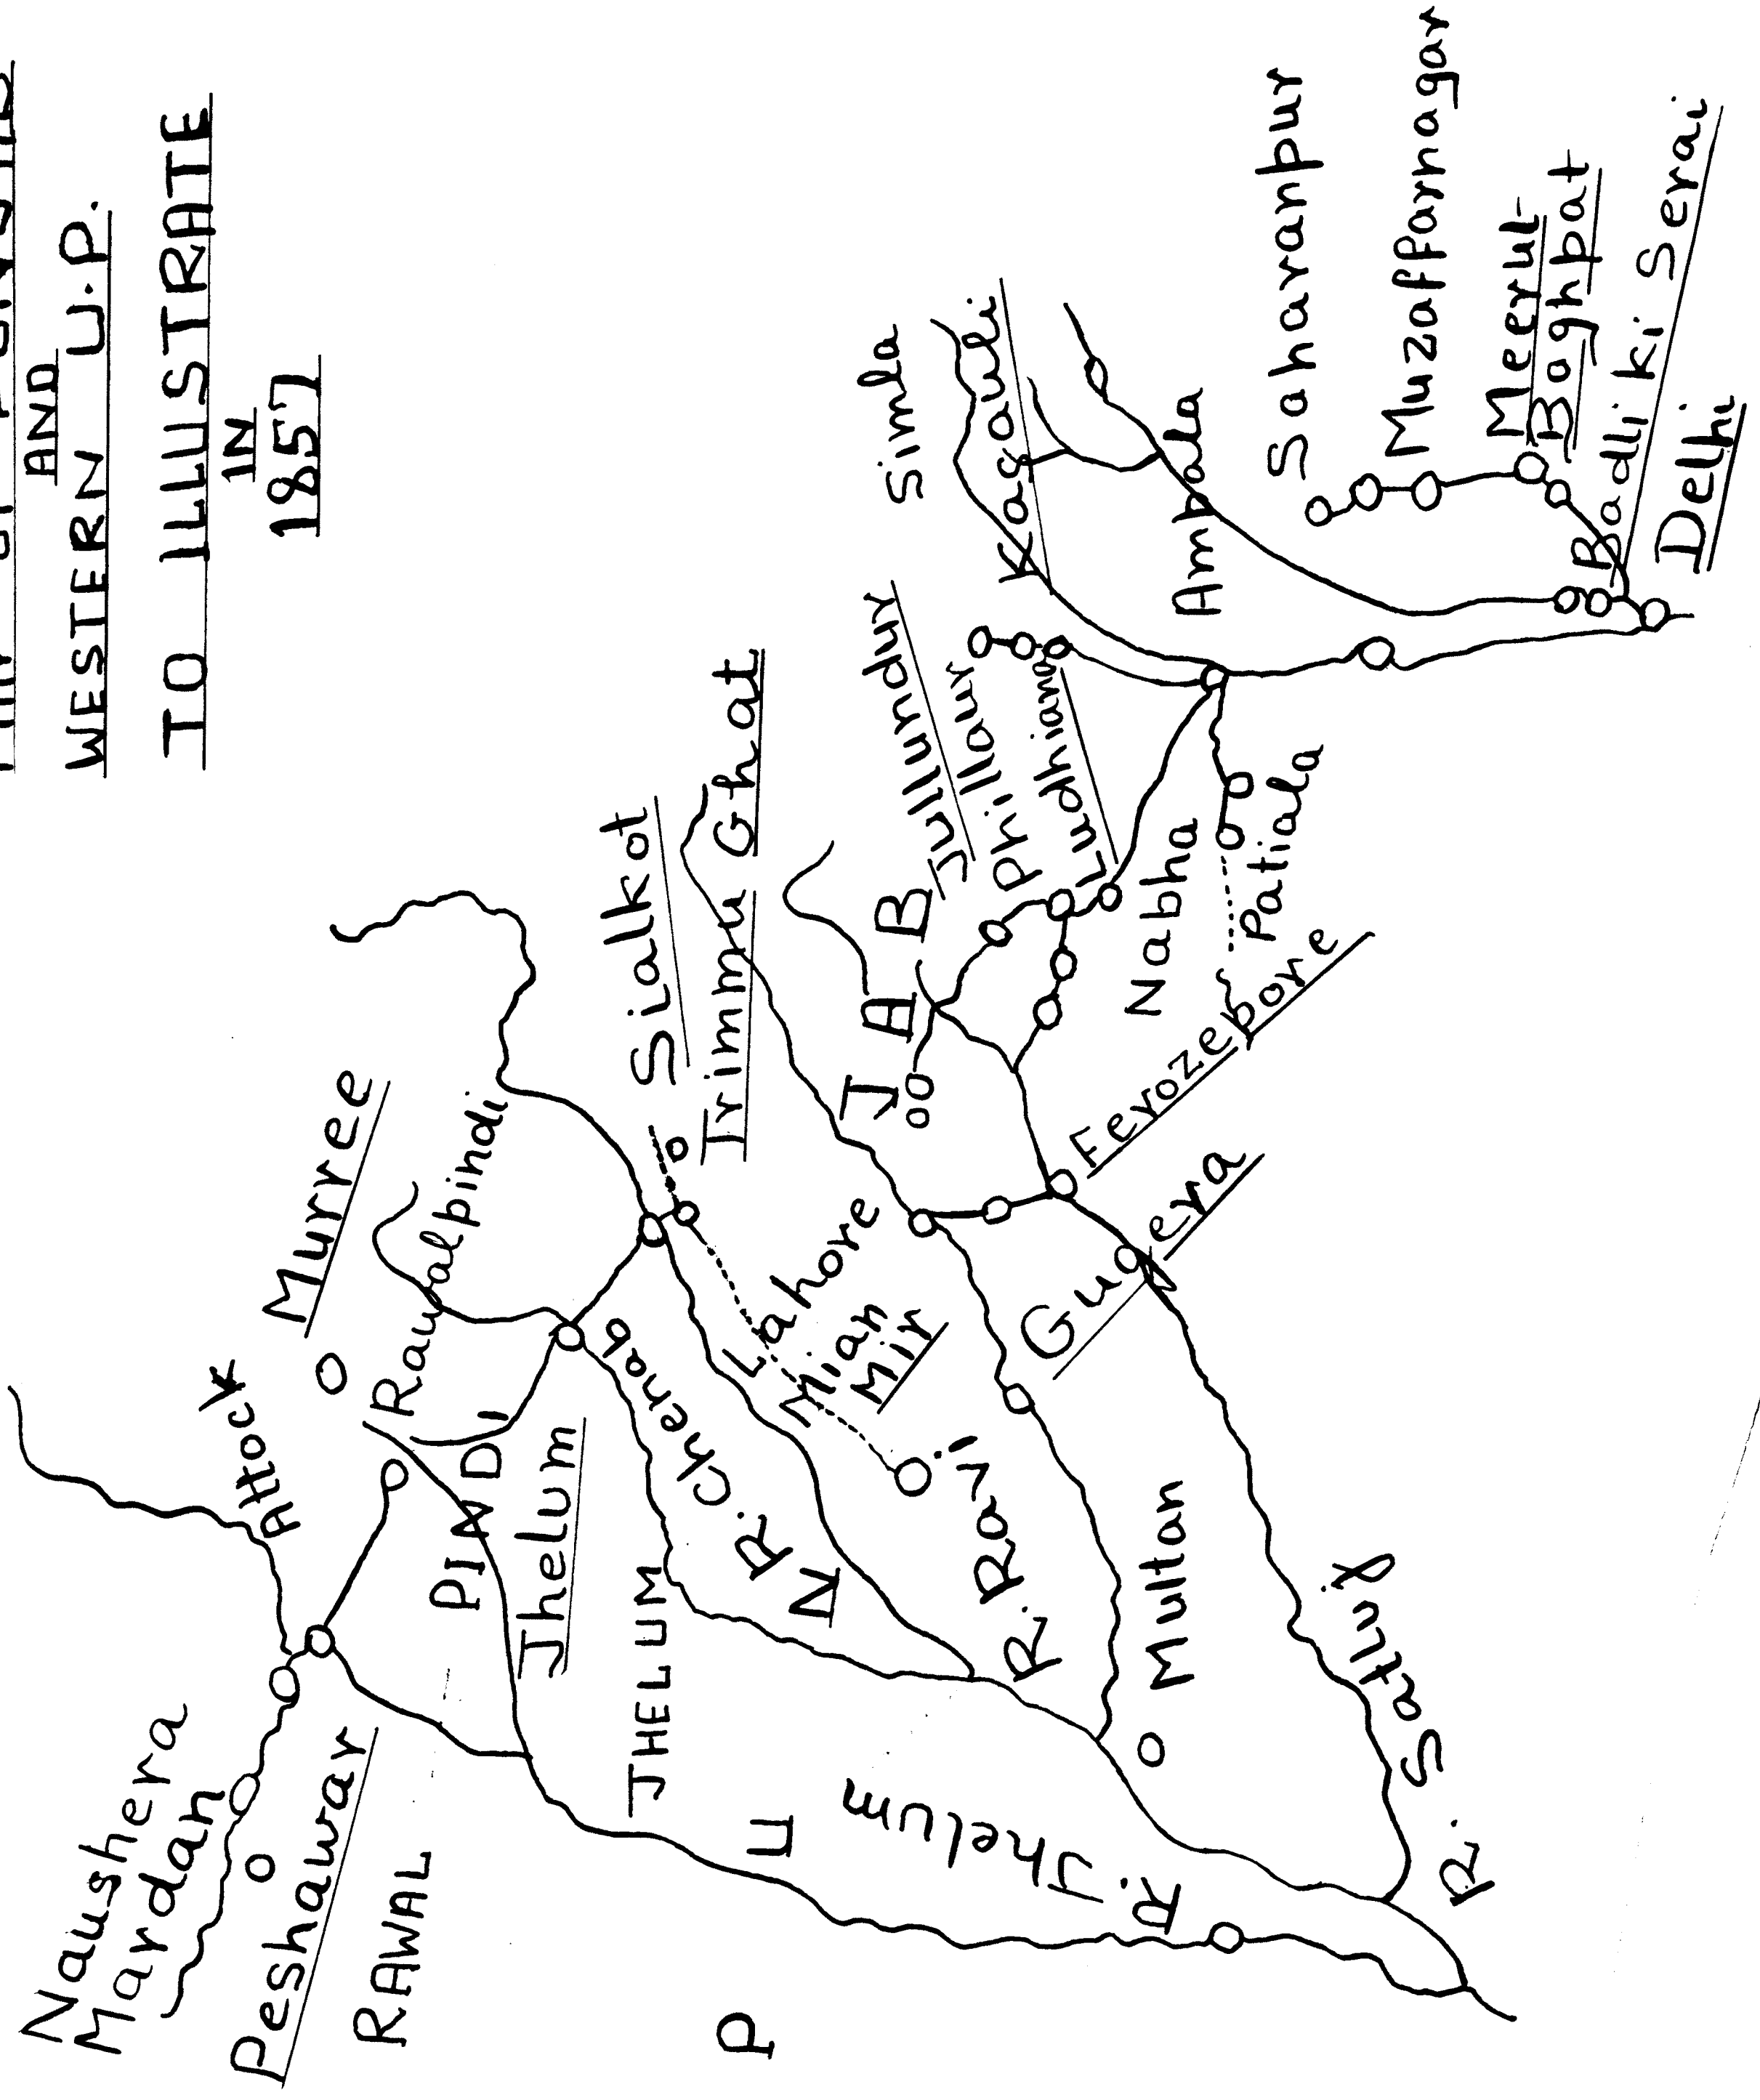 AND
WESTERN U.P.
TO ILLUSTRATE
IN
1857
Naushera
Mardan
Peshawar
RAWAL
PINDI
Attock
Murree
Rawalpindi
Jhelum
JHELUM
R. Chenab
Sialkot
Trimmu Ghat
Lahore
Mian
Mir
R. Ravi
P U N J A B
R. Jhelum
Multan
R. Satluj
Gugera
Ferozepore
Jullundur
Phillaur
Ludhiana
Nabha
Patiala
Simla
Kasauli
Ambala
Saharanpur
Muzaffarnagar
Meerut
Baghpat
Badli Ki Serai
Delhi